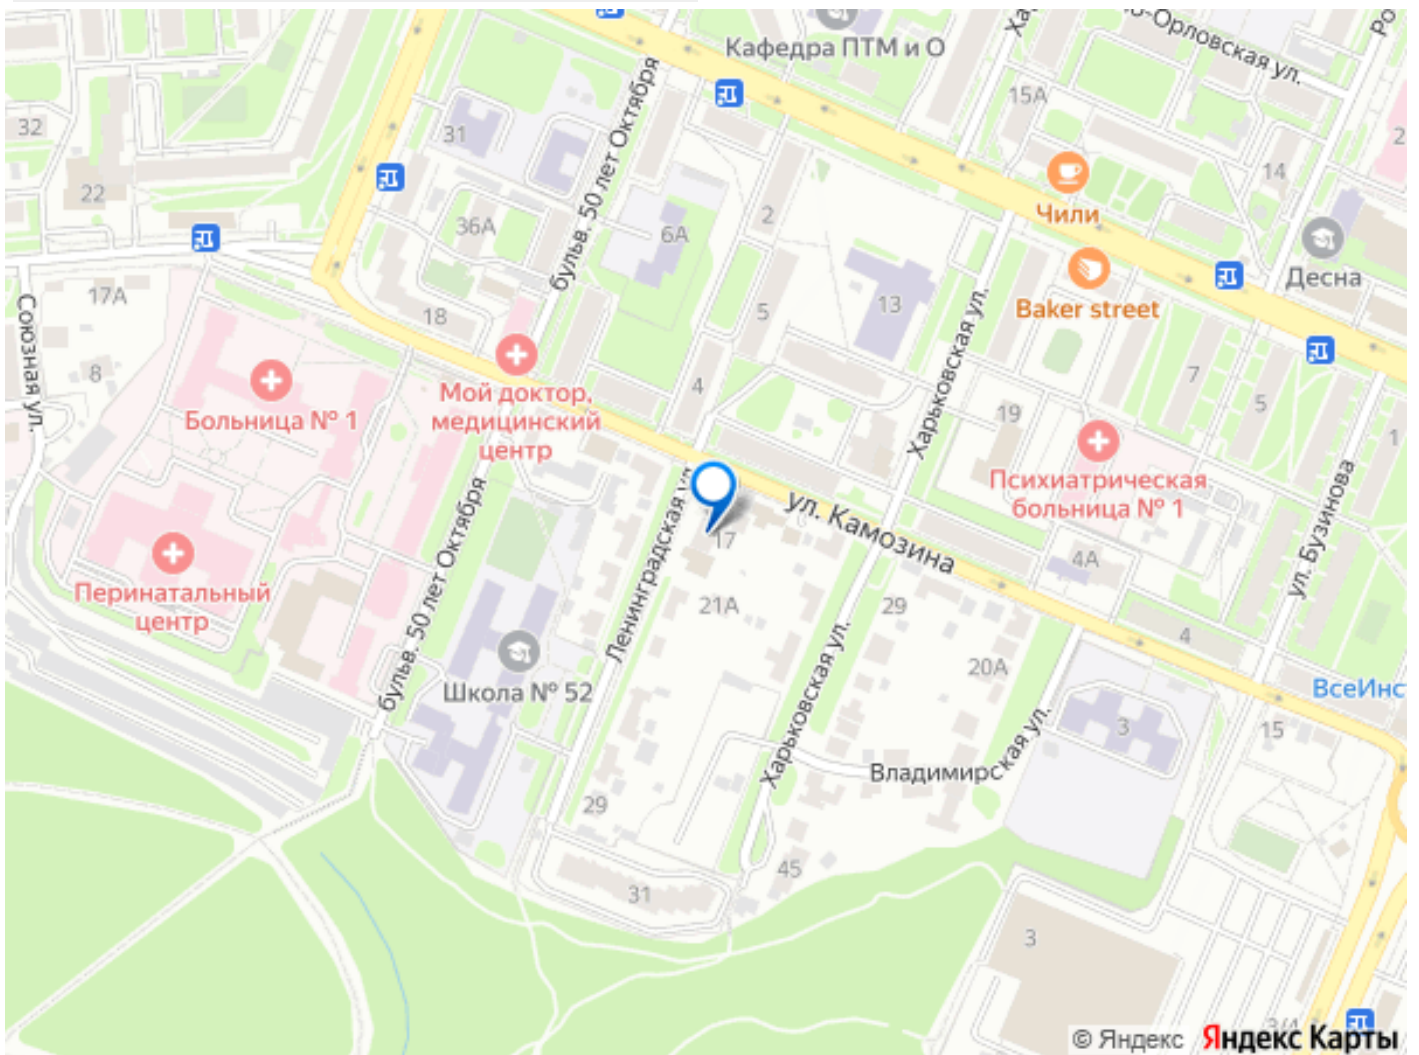 Кафедра ПТМ и О
-Орловская ул.
15А
31
32
22
бульв. 50 лет Октября
36А
6А
2
14
Чили
Десна
17А
Союзная ул.
18
5
13
Baker street
Харьковская ул.
8
Больница № 1
Мой доктор,
медицинский
центр
4
7
5
1
19
Психиатрическая
больница № 1
ул. Камозина
ул. Бузинова
Ленинградская ул.
17
4А
Перинатальный
центр
бульв. 50 лет Октября
21А
29
4
Школа № 52
20А
ВсеИнс
Харьковская ул.
Владимирская ул.
3
15
29
45
31
3
© Яндекс Яндекс Карты